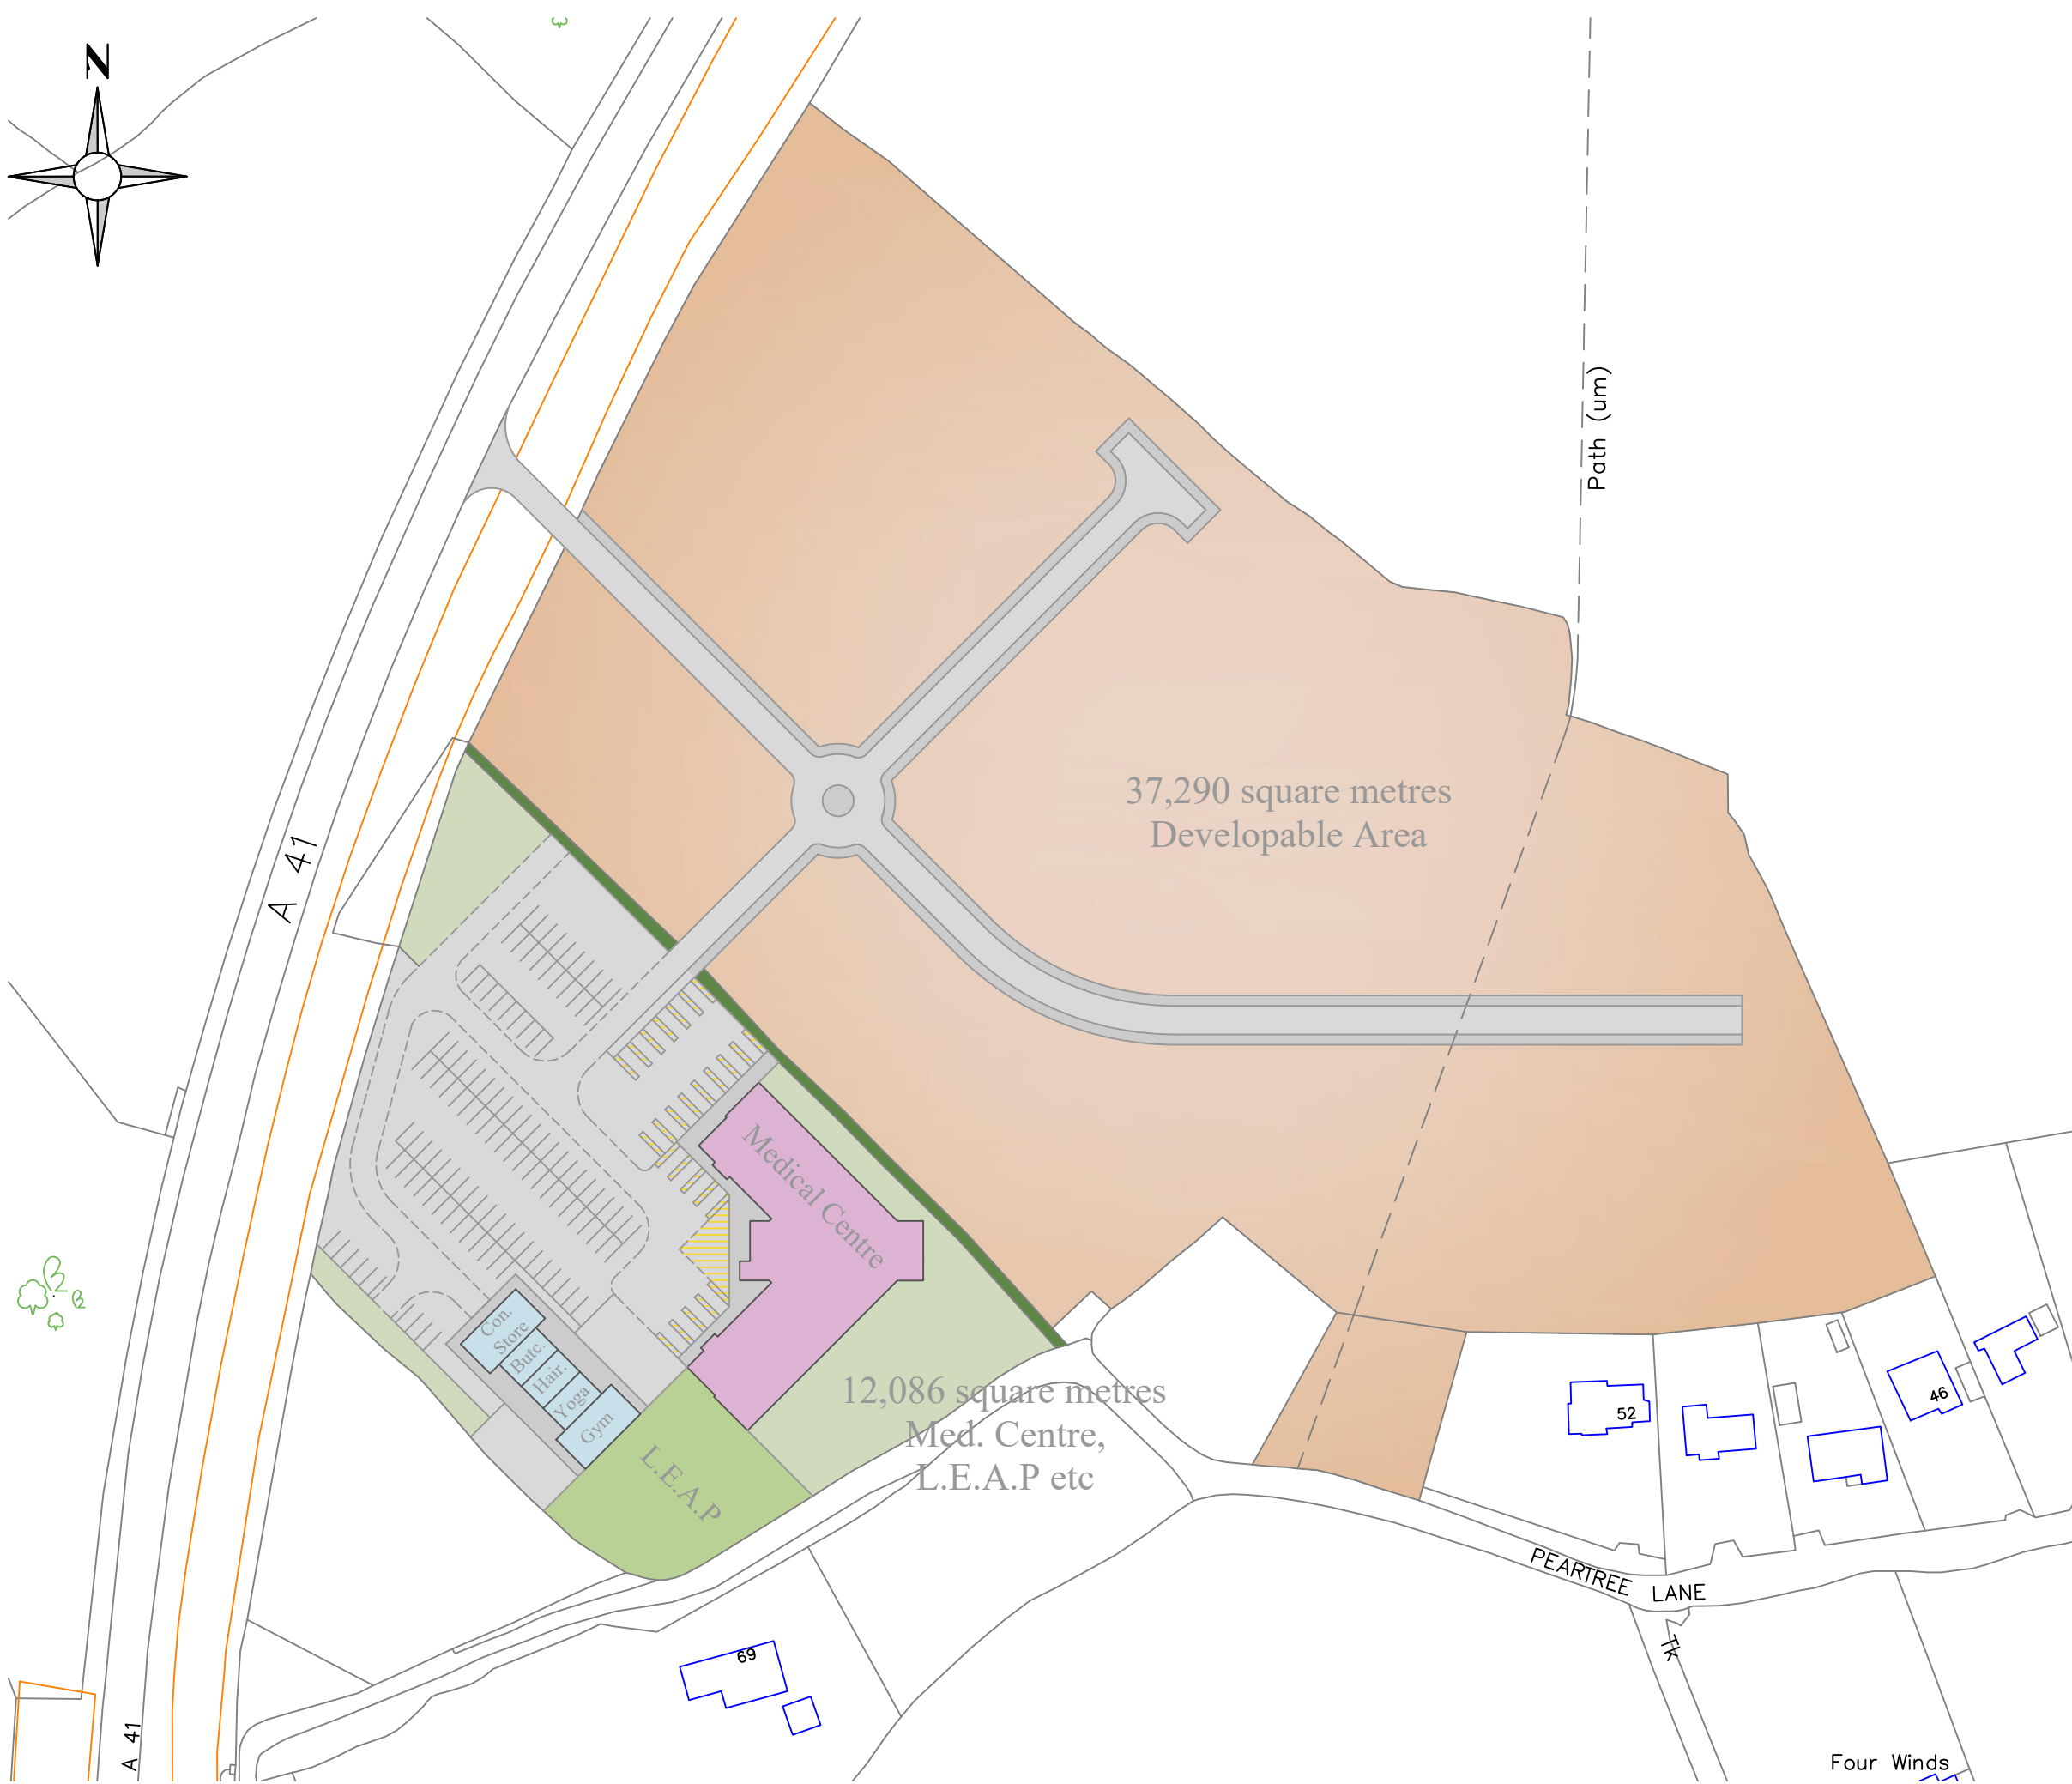 N
Path (um)
A 41
37,290 square metres
Developable Area
Medical Centre
Con.
Store
Butc.
Hair.
Yoga
Gym
L.E.A.P
12,086 square metres
Med. Centre,
L.E.A.P etc
52
46
PEARTREE LANE
Tk
69
A 41
Four Winds